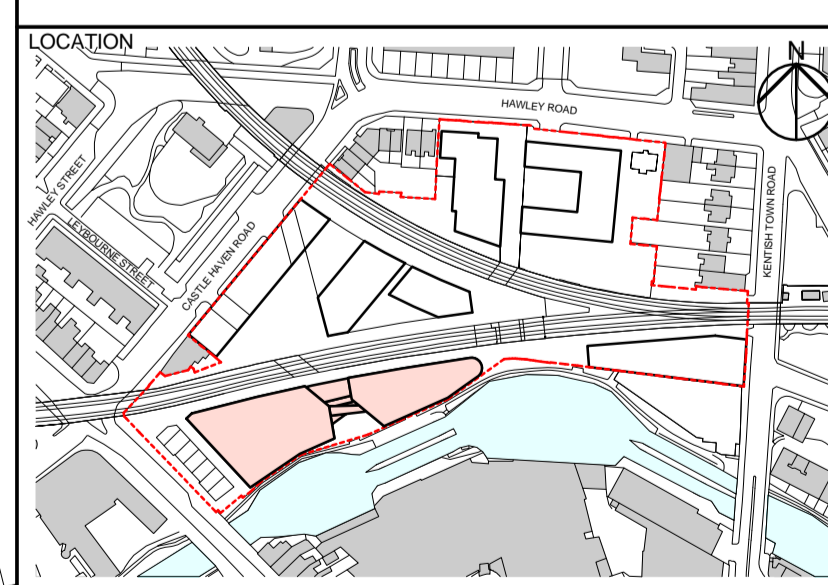 LOCATION
N
HAWLEY ROAD
HAWLEY STREET
LEYBOURNE STREET
CASTLE HAVEN ROAD
KENTISH TOWN ROAD